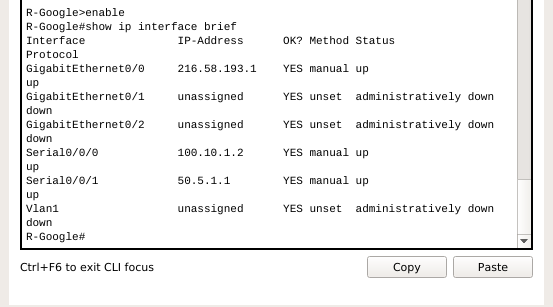 R-Google>enable
R-Google#show ip interface brief
Interface              IP-Address      OK? Method Status
Protocol
GigabitEthernet0/0     216.58.193.1    YES manual up
up
GigabitEthernet0/1     unassigned      YES unset  administratively down
down
GigabitEthernet0/2     unassigned      YES unset  administratively down
down
Serial0/0/0            100.10.1.2      YES manual up
up
Serial0/0/1            50.5.1.1        YES manual up
up
Vlan1                  unassigned      YES unset  administratively down
down
R-Google#
Ctrl+F6 to exit CLI focus
Copy
Paste